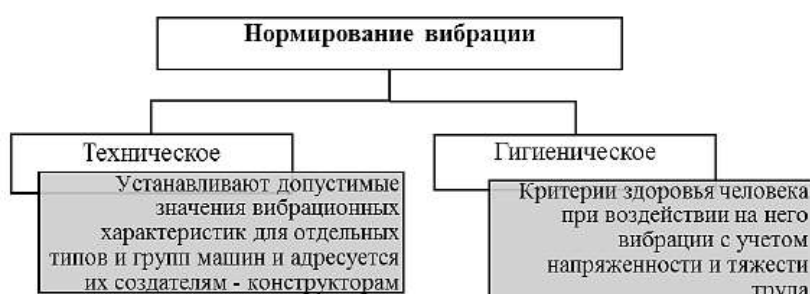 Нормирование вибрации
Техническое
Устанавливают допустимые
значения вибрационных
характеристик для отдельных
типов и групп машин и адресуется
их создателям - конструкторам
Гигиеническое
Критерии здоровья человека
при воздействии на него
вибрации с учетом
напряженности и тяжести
труда